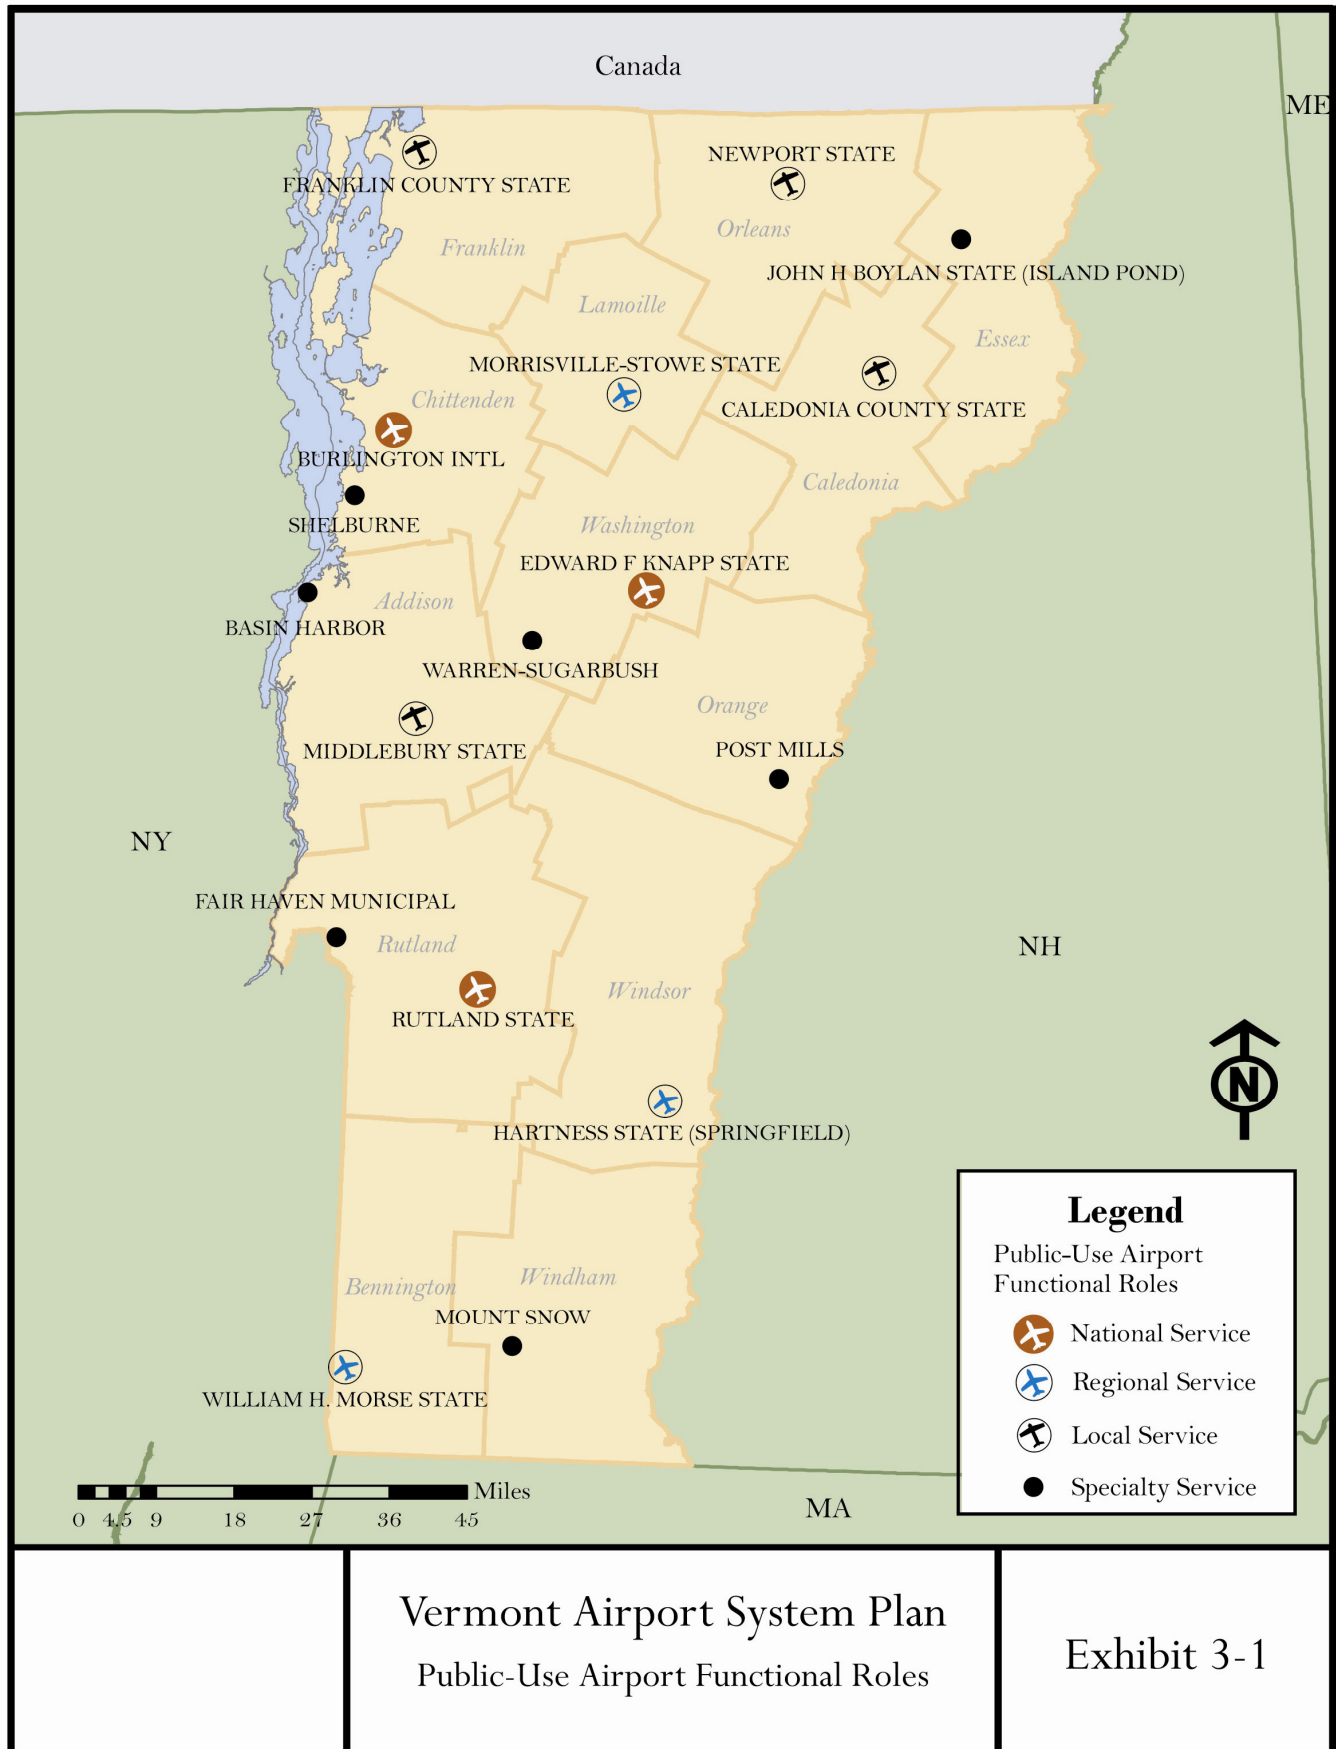 Canada
ME
NEWPORT STATE
FRANKLIN COUNTY STATE
Orleans
Franklin
JOHN H BOYLAN STATE (ISLAND POND)
Lamoille
Essex
MORRISVILLE-STOWE STATE
Chittenden
CALEDONIA COUNTY STATE
BURLINGTON INTL
Caledonia
SHELBURNE
Washington
EDWARD F KNAPP STATE
Addison
BASIN HARBOR
WARREN-SUGARBUSH
Orange
MIDDLEBURY STATE
POST MILLS
NY
FAIR HAVEN MUNICIPAL
Rutland
NH
Windsor
RUTLAND STATE
N
HARTNESS STATE (SPRINGFIELD)
Bennington
Windham
MOUNT SNOW
WILLIAM H. MORSE STATE
Legend
Public-Use Airport
Functional Roles
National Service
Regional Service
Local Service
Specialty Service
Miles
0 4.5 9 18 27 36 45
MA
Vermont Airport System Plan
Public-Use Airport Functional Roles
Exhibit 3-1